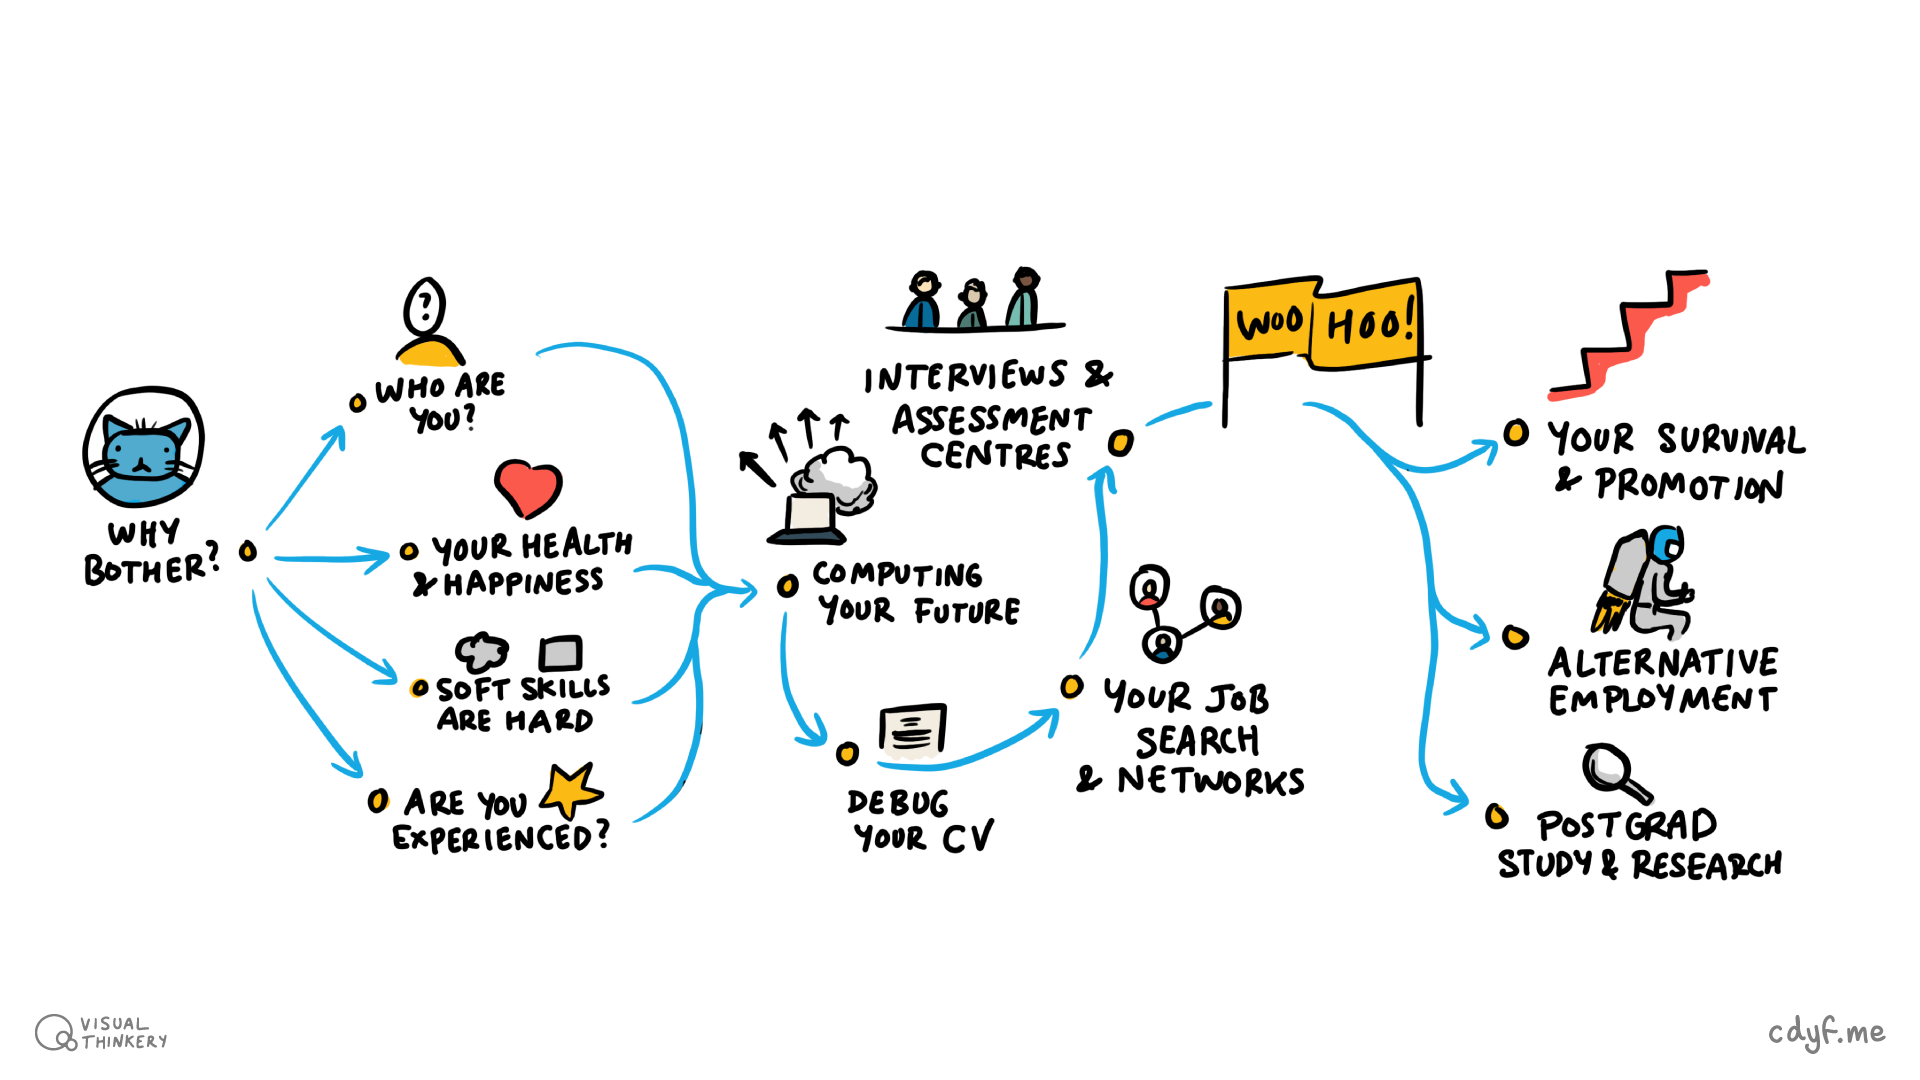 WHY
BOTHER?
?
WHO ARE
YOU?
YOUR HEALTH
& HAPPINESS
SOFT SKILLS
ARE HARD
ARE YOU
EXPERIENCED?
COMPUTING
YOUR FUTURE
DEBUG
YOUR CV
YOUR JOB
SEARCH
& NETWORKS
INTERVIEWS &
ASSESSMENT
CENTRES
WOO HOO!
YOUR SURVIVAL
& PROMOTION
ALTERNATIVE
EMPLOYMENT
POSTGRAD
STUDY & RESEARCH
VISUAL
THINKERY
cdyf.me